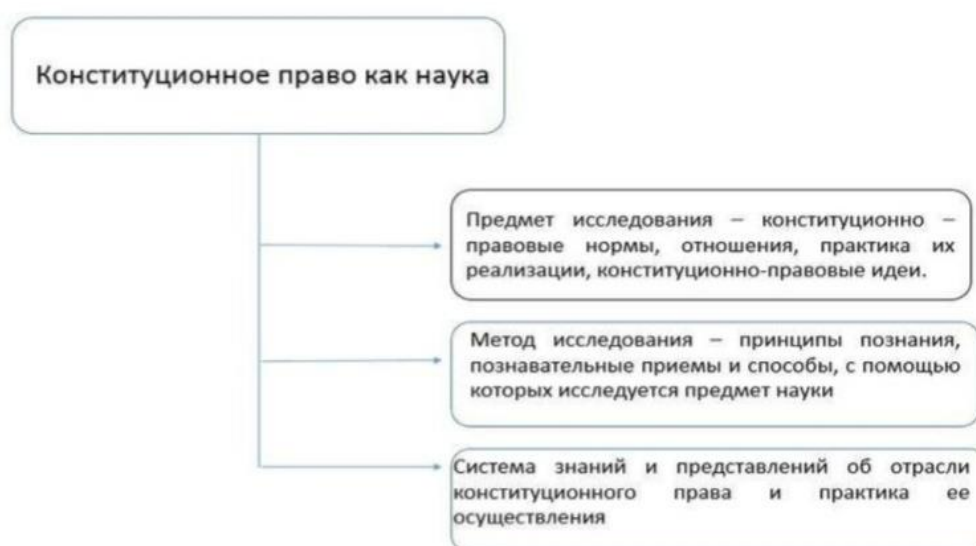 Конституционное право как наука
Предмет исследования – конституционно –
правовые нормы, отношения, практика их
реализации, конституционно-правовые идеи.
Метод исследования – принципы познания,
познавательные приемы и способы, с помощью
которых исследуется предмет науки
Система знаний и представлений об отрасли
конституционного права и практика ее
осуществления